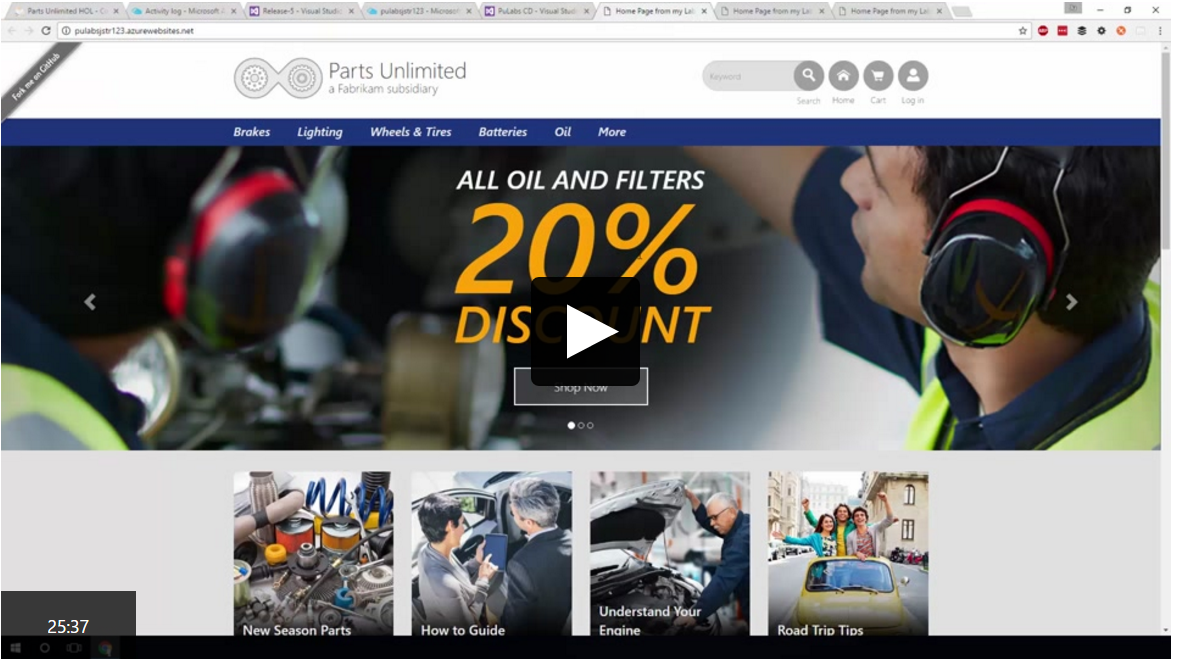 Parts Unlimited HOL - C
Activity log - Microsoft A
Release-5 - Visual Studio
pulabsjstr123 - Microsoft
PuLabs CD - Visual Studi
Home Page from my Lab
Home Page from my Lab
Home Page from my Lab
pulabsjstr123.azurewebsites.net
Fork me on GitHub
Parts Unlimited
a Fabrikam subsidiary
Keyword
Search Home Cart Log in
Brakes Lighting Wheels & Tires Batteries Oil More
ALL OIL AND FILTERS
20%
DISCOUNT
Shop Now
New Season Parts
How to Guide
Understand Your
Engine
Road Trip Tips
25:37